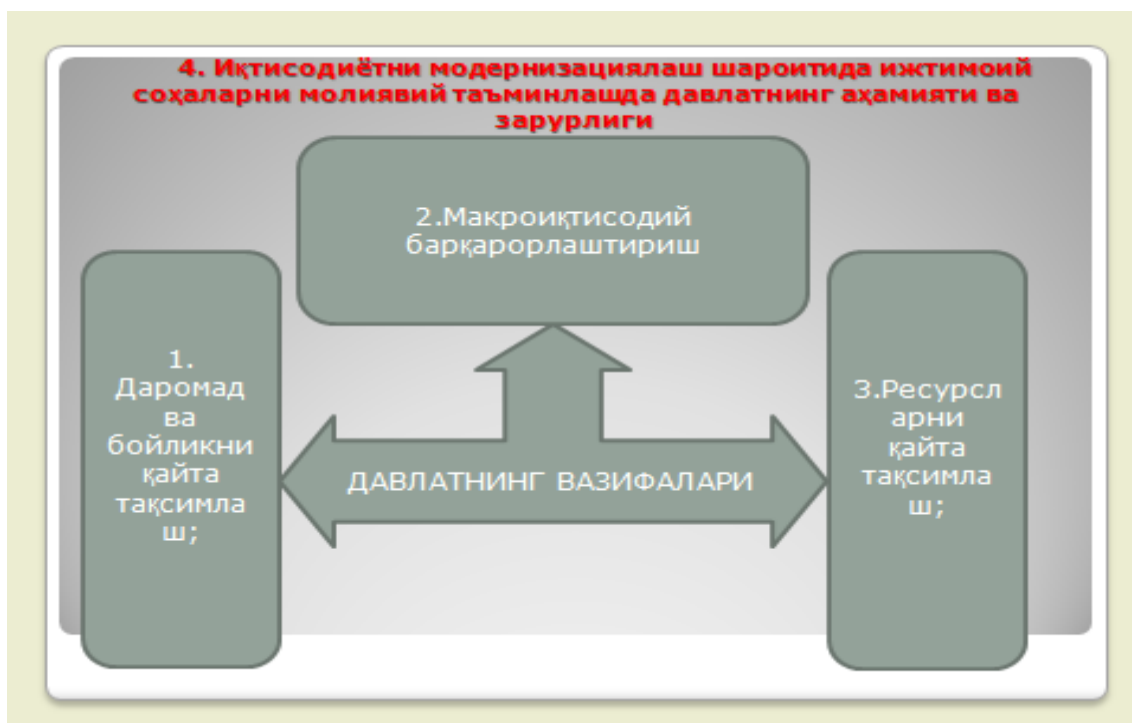 4. Иқтисодиётни модернизациялаш шароитида ижтимоий
соҳаларни молиявий таъминлашда давлатнинг аҳамияти ва
зарурлиги
2.Макроиқтисодий
барқарорлаштириш
1.
Даромад
ва
бойликни
қайта
тақсимла
ш;
ДАВЛАТНИНГ ВАЗИФАЛАРИ
3.Ресурсл
арни
қайта
тақсимла
ш;